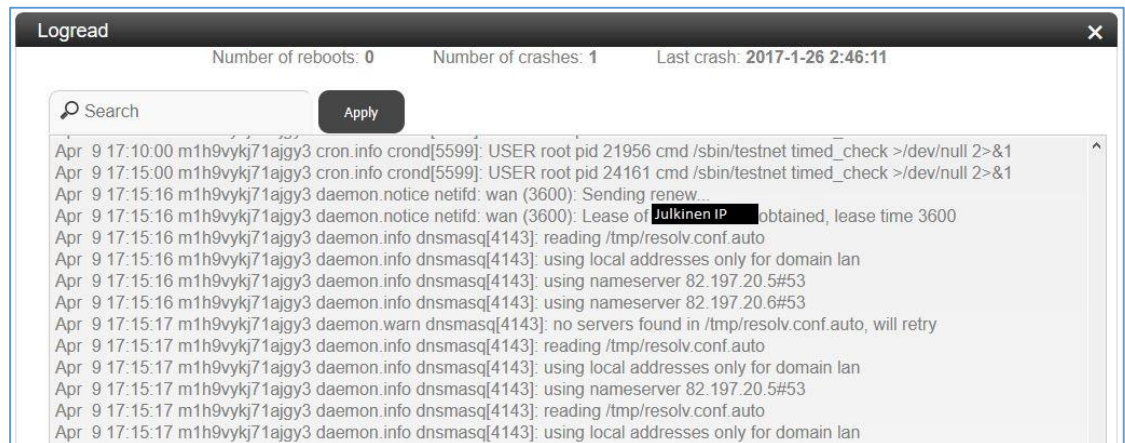 Logread ×
Number of reboots: 0 Number of crashes: 1 Last crash: 2017-1-26 2:46:11
Search Apply
Apr 9 17:10:00 m1h9vykj71ajgy3 cron.info crond[5599]: USER root pid 21956 cmd /sbin/testnet timed_check >/dev/null 2>&1
Apr 9 17:15:00 m1h9vykj71ajgy3 cron.info crond[5599]: USER root pid 24161 cmd /sbin/testnet timed_check >/dev/null 2>&1
Apr 9 17:15:16 m1h9vykj71ajgy3 daemon.notice netifd: wan (3600): Sending renew...
Apr 9 17:15:16 m1h9vykj71ajgy3 daemon.notice netifd: wan (3600): Lease of Julkinen IP obtained, lease time 3600
Apr 9 17:15:16 m1h9vykj71ajgy3 daemon.info dnsmasq[4143]: reading /tmp/resolv.conf.auto
Apr 9 17:15:16 m1h9vykj71ajgy3 daemon.info dnsmasq[4143]: using local addresses only for domain lan
Apr 9 17:15:16 m1h9vykj71ajgy3 daemon.info dnsmasq[4143]: using nameserver 82.197.20.5#53
Apr 9 17:15:16 m1h9vykj71ajgy3 daemon.info dnsmasq[4143]: using nameserver 82.197.20.6#53
Apr 9 17:15:17 m1h9vykj71ajgy3 daemon.warn dnsmasq[4143]: no servers found in /tmp/resolv.conf.auto, will retry
Apr 9 17:15:17 m1h9vykj71ajgy3 daemon.info dnsmasq[4143]: reading /tmp/resolv.conf.auto
Apr 9 17:15:17 m1h9vykj71ajgy3 daemon.info dnsmasq[4143]: using local addresses only for domain lan
Apr 9 17:15:17 m1h9vykj71ajgy3 daemon.info dnsmasq[4143]: using nameserver 82.197.20.5#53
Apr 9 17:15:17 m1h9vykj71ajgy3 daemon.info dnsmasq[4143]: reading /tmp/resolv.conf.auto
Apr 9 17:15:17 m1h9vykj71ajgy3 daemon.info dnsmasq[4143]: using local addresses only for domain lan